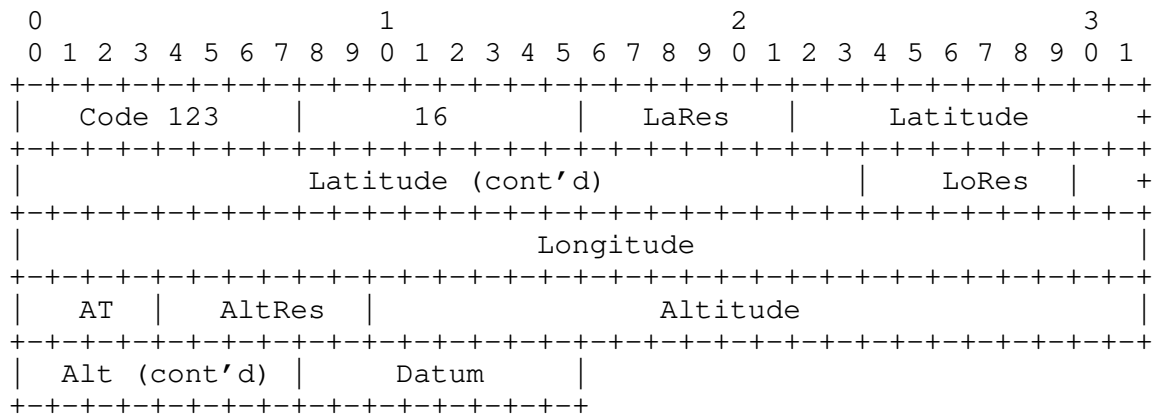 0                   1                   2                   3
 0 1 2 3 4 5 6 7 8 9 0 1 2 3 4 5 6 7 8 9 0 1 2 3 4 5 6 7 8 9 0 1
+-+-+-+-+-+-+-+-+-+-+-+-+-+-+-+-+-+-+-+-+-+-+-+-+-+-+-+-+-+-+-+-+
|   Code 123    |      16       |   LaRes   |     Latitude      +
+-+-+-+-+-+-+-+-+-+-+-+-+-+-+-+-+-+-+-+-+-+-+-+-+-+-+-+-+-+-+-+-+
|                Latitude (cont’d)              |   LoRes   |   +
+-+-+-+-+-+-+-+-+-+-+-+-+-+-+-+-+-+-+-+-+-+-+-+-+-+-+-+-+-+-+-+-+
|                             Longitude                         |
+-+-+-+-+-+-+-+-+-+-+-+-+-+-+-+-+-+-+-+-+-+-+-+-+-+-+-+-+-+-+-+-+
|   AT  |   AltRes  |                Altitude                   |
+-+-+-+-+-+-+-+-+-+-+-+-+-+-+-+-+-+-+-+-+-+-+-+-+-+-+-+-+-+-+-+-+
|  Alt (cont’d) |     Datum     |
+-+-+-+-+-+-+-+-+-+-+-+-+-+-+-+-+